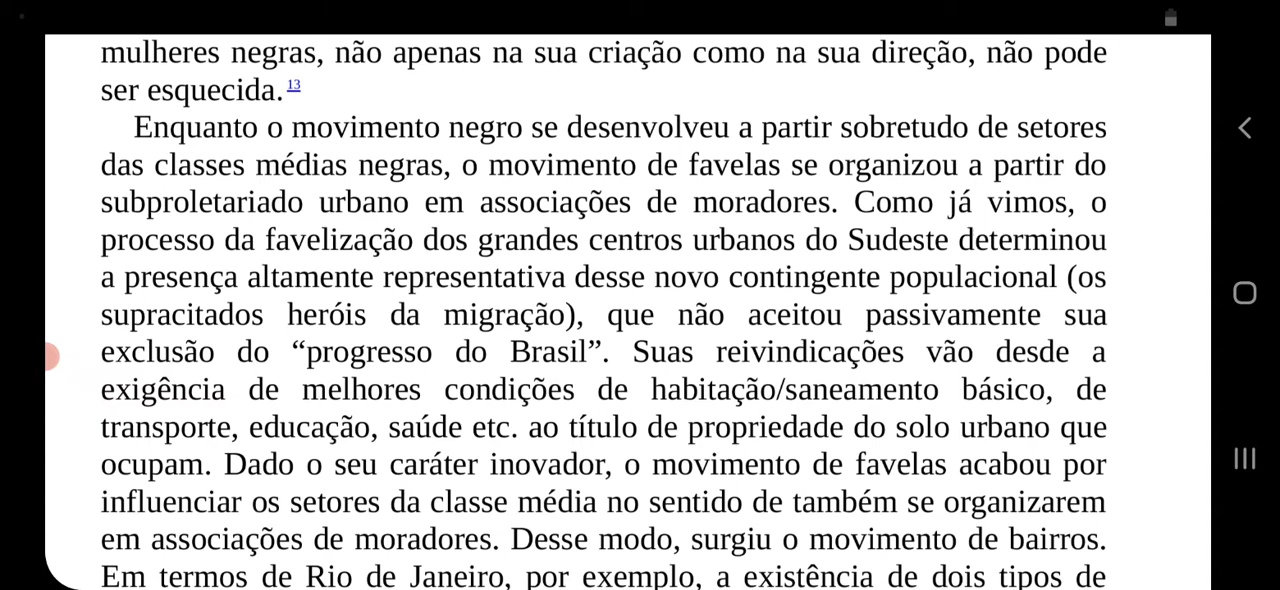 mulheres negras, não apenas na sua criação como na sua direção, não pode
ser esquecida.13
Enquanto o movimento negro se desenvolveu a partir sobretudo de setores
das classes médias negras, o movimento de favelas se organizou a partir do
subproletariado urbano em associações de moradores. Como já vimos, o
processo da favelização dos grandes centros urbanos do Sudeste determinou
a presença altamente representativa desse novo contingente populacional (os
supracitados heróis da migração), que não aceitou passivamente sua
exclusão do “progresso do Brasil”. Suas reivindicações vão desde a
exigência de melhores condições de habitação/saneamento básico, de
transporte, educação, saúde etc. ao título de propriedade do solo urbano que
ocupam. Dado o seu caráter inovador, o movimento de favelas acabou por
influenciar os setores da classe média no sentido de também se organizarem
em associações de moradores. Desse modo, surgiu o movimento de bairros.
Em termos de Rio de Janeiro, por exemplo, a existência de dois tipos de